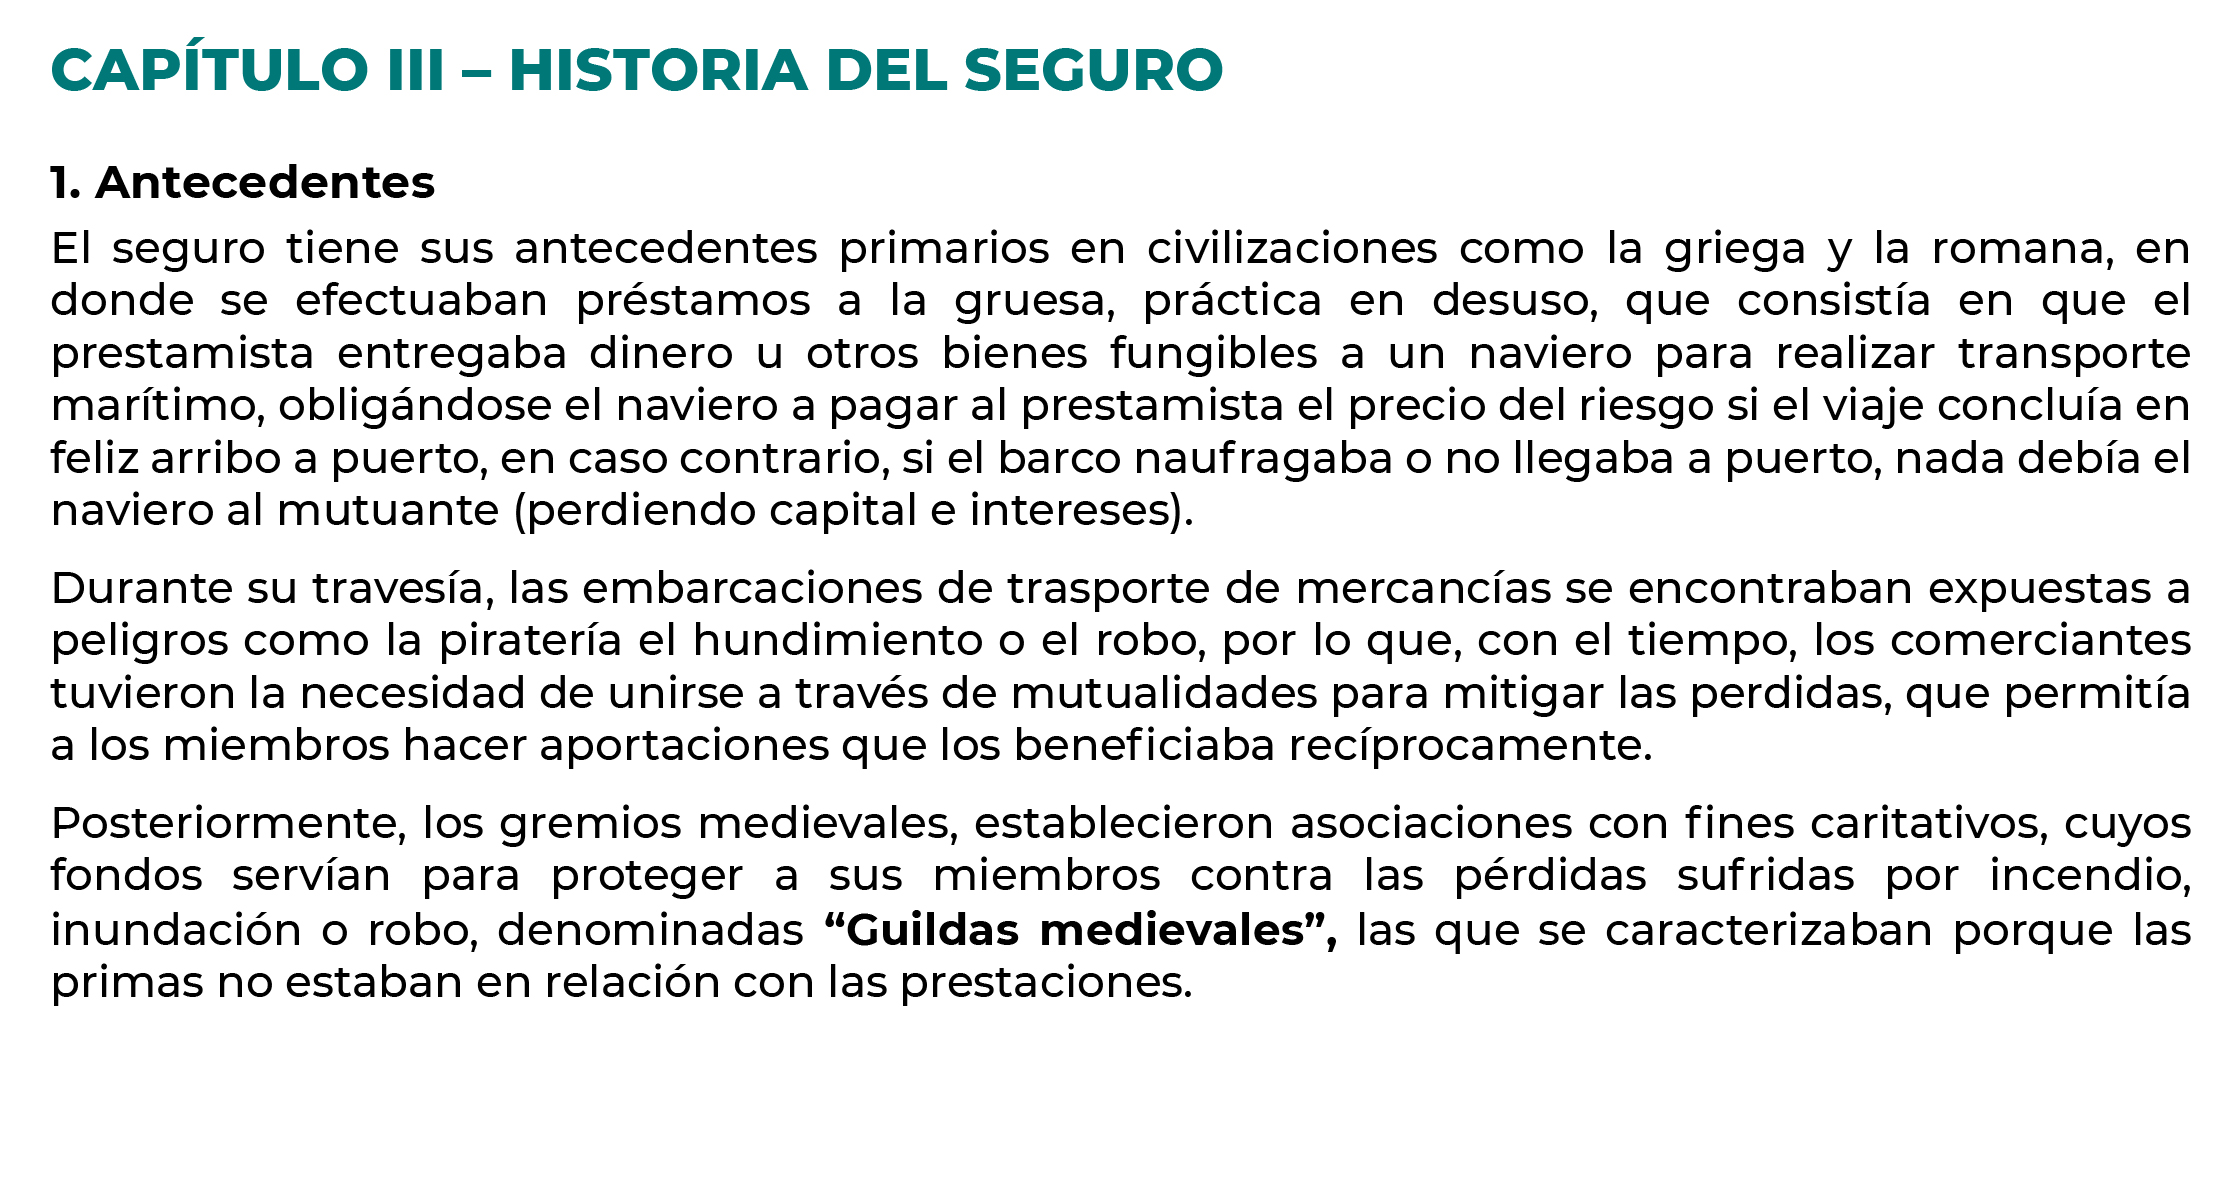 CAPÍTULO III – HISTORIA DEL SEGURO
1. Antecedentes
El seguro tiene sus antecedentes primarios en civilizaciones como la griega y la romana, en
donde se efectuaban préstamos a la gruesa, práctica en desuso, que consistía en que el
prestamista entregaba dinero u otros bienes fungibles a un naviero para realizar transporte
marítimo, obligándose el naviero a pagar al prestamista el precio del riesgo si el viaje concluía en
feliz arribo a puerto, en caso contrario, si el barco naufragaba o no llegaba a puerto, nada debía el
naviero al mutuante (perdiendo capital e intereses).
Durante su travesía, las embarcaciones de trasporte de mercancías se encontraban expuestas a
peligros como la piratería el hundimiento o el robo, por lo que, con el tiempo, los comerciantes
tuvieron la necesidad de unirse a través de mutualidades para mitigar las perdidas, que permitía
a los miembros hacer aportaciones que los beneficiaba recíprocamente.
Posteriormente, los gremios medievales, establecieron asociaciones con fines caritativos, cuyos
fondos servían para proteger a sus miembros contra las pérdidas sufridas por incendio,
inundación o robo, denominadas “Guildas medievales”, las que se caracterizaban porque las
primas no estaban en relación con las prestaciones.